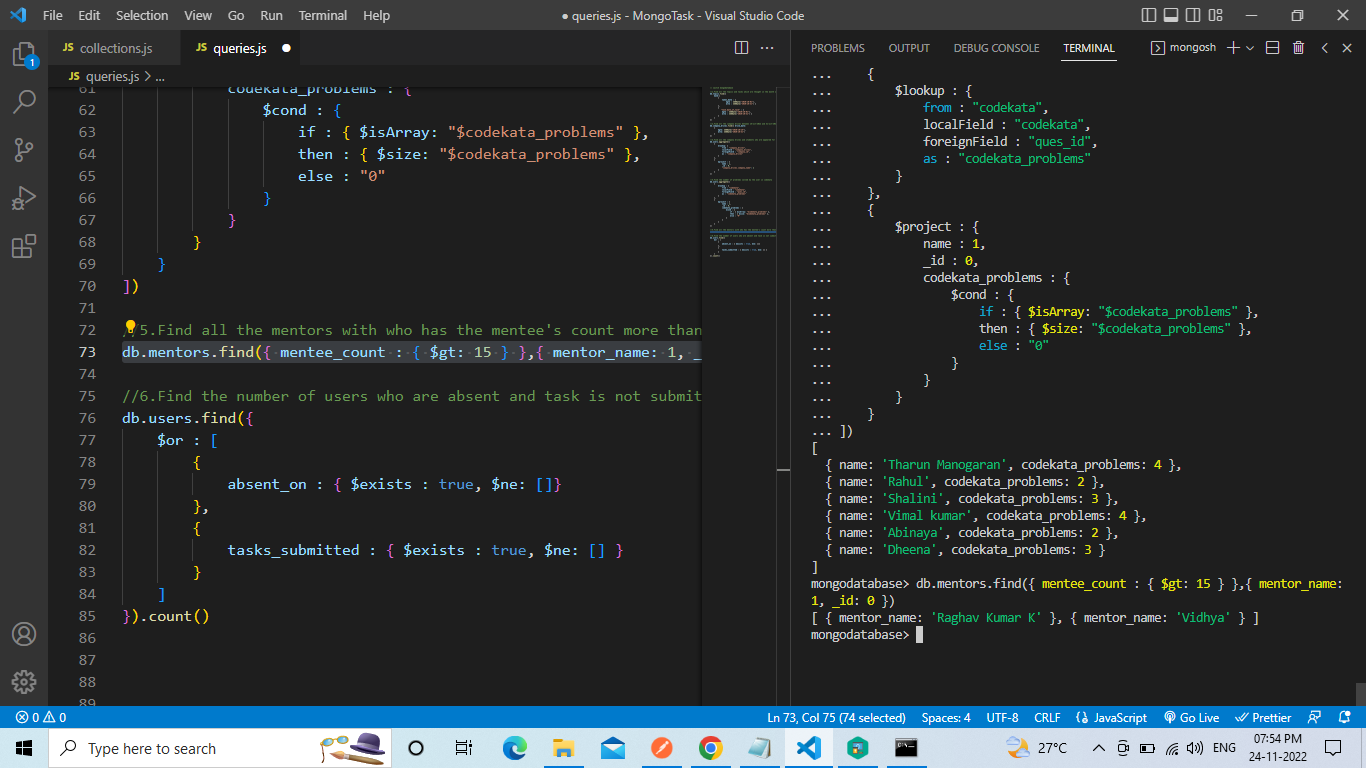 File Edit Selection View Go Run Terminal Help ● queries.js - MongoTask - Visual Studio Code
JS collections.js
JS queries.js ●
JS queries.js > ...
61 codekata_problems : {
62 $cond : {
63 if : { $isArray: "$codekata_problems" },
64 then : { $size: "$codekata_problems" },
65 else : "0"
66 }
67 }
68 }
69 }
70 ])
71
72 //5.Find all the mentors with who has the mentee's count more than
73 db.mentors.find({ mentee_count : { $gt: 15 } },{ mentor_name: 1, _
74
75 //6.Find the number of users who are absent and task is not submit
76 db.users.find({
77 $or : [
78 {
79 absent_on : { $exists : true, $ne: []}
80 },
81 {
82 tasks_submitted : { $exists : true, $ne: [] }
83 }
84 ]
85 }).count()
86
87
88
89
PROBLEMS OUTPUT DEBUG CONSOLE TERMINAL mongosh
... {
... $lookup : {
... from : "codekata",
... localField : "codekata",
... foreignField : "ques_id",
... as : "codekata_problems"
... }
... },
... {
... $project : {
... name : 1,
... _id : 0,
... codekata_problems : {
... $cond : {
... if : { $isArray: "$codekata_problems" },
... then : { $size: "$codekata_problems" },
... else : "0"
... }
... }
... }
... }
... ])
[
{ name: 'Tharun Manogaran', codekata_problems: 4 },
{ name: 'Rahul', codekata_problems: 2 },
{ name: 'Shalini', codekata_problems: 3 },
{ name: 'Vimal kumar', codekata_problems: 4 },
{ name: 'Abinaya', codekata_problems: 2 },
{ name: 'Dheena', codekata_problems: 3 }
]
mongodatabase> db.mentors.find({ mentee_count : { $gt: 15 } },{ mentor_name:
1, _id: 0 })
[ { mentor_name: 'Raghav Kumar K' }, { mentor_name: 'Vidhya' } ]
mongodatabase>
1
0 0 Ln 73, Col 75 (74 selected) Spaces: 4 UTF-8 CRLF {} JavaScript Go Live Prettier
Type here to search
27°C ENG
07:54 PM
24-11-2022